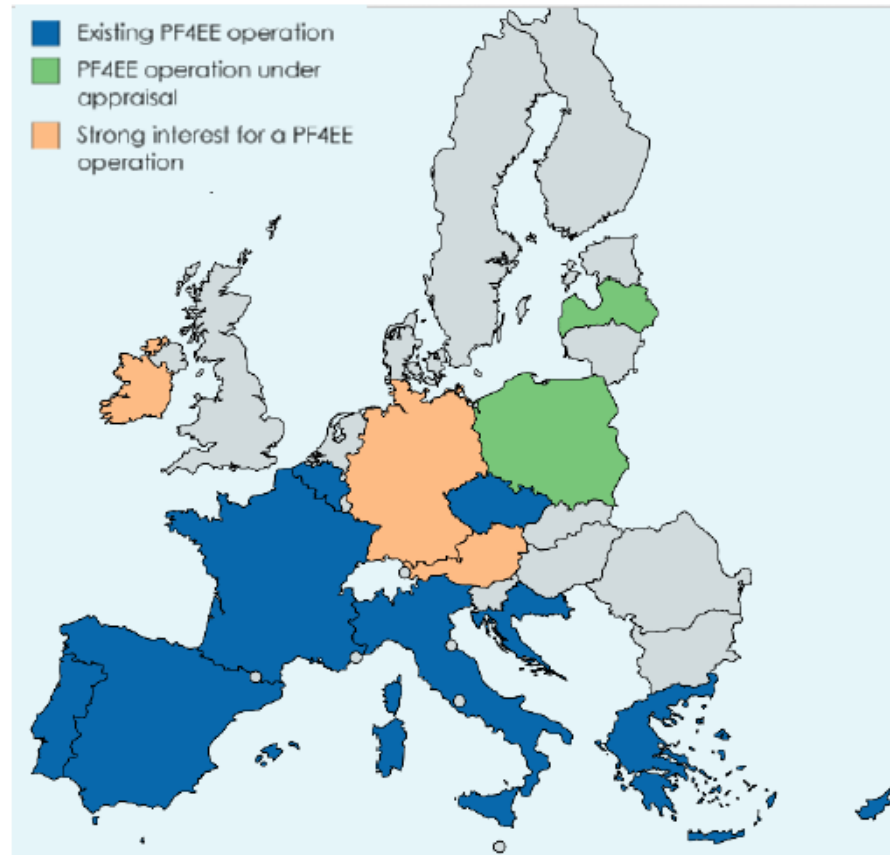 Existing PF4EE operation
PF4EE operation under
appraisal
Strong interest for a PF4EE
operation